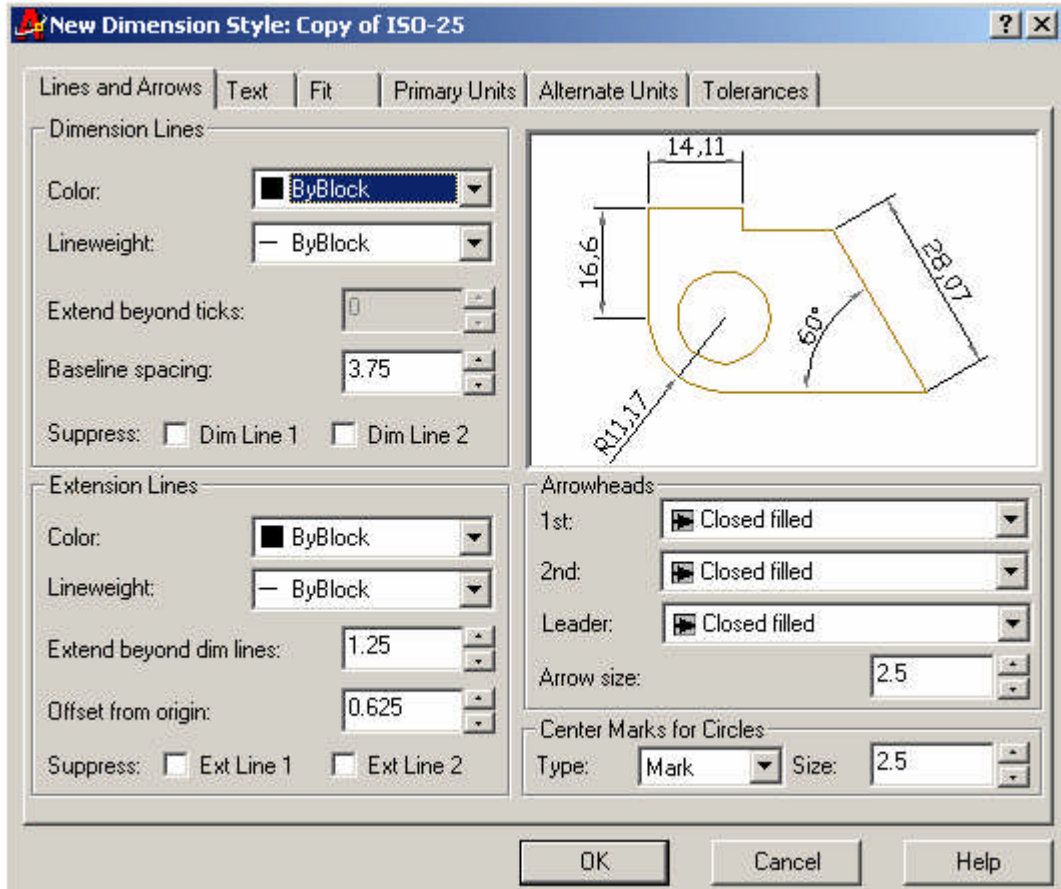 New Dimension Style: Copy of ISO-25
Lines and Arrows
Text
Fit
Primary Units
Alternate Units
Tolerances
Dimension Lines
Color: ByBlock
Lineweight: ByBlock
Extend beyond ticks: 0
Baseline spacing: 3.75
Suppress: Dim Line 1 Dim Line 2
14,11
16,6
28,07
60°
R11,17
Extension Lines
Color: ByBlock
Lineweight: ByBlock
Extend beyond dim lines: 1.25
Offset from origin: 0.625
Suppress: Ext Line 1 Ext Line 2
Arrowheads
1st: Closed filled
2nd: Closed filled
Leader: Closed filled
Arrow size: 2.5
Center Marks for Circles
Type: Mark Size: 2.5
OK
Cancel
Help